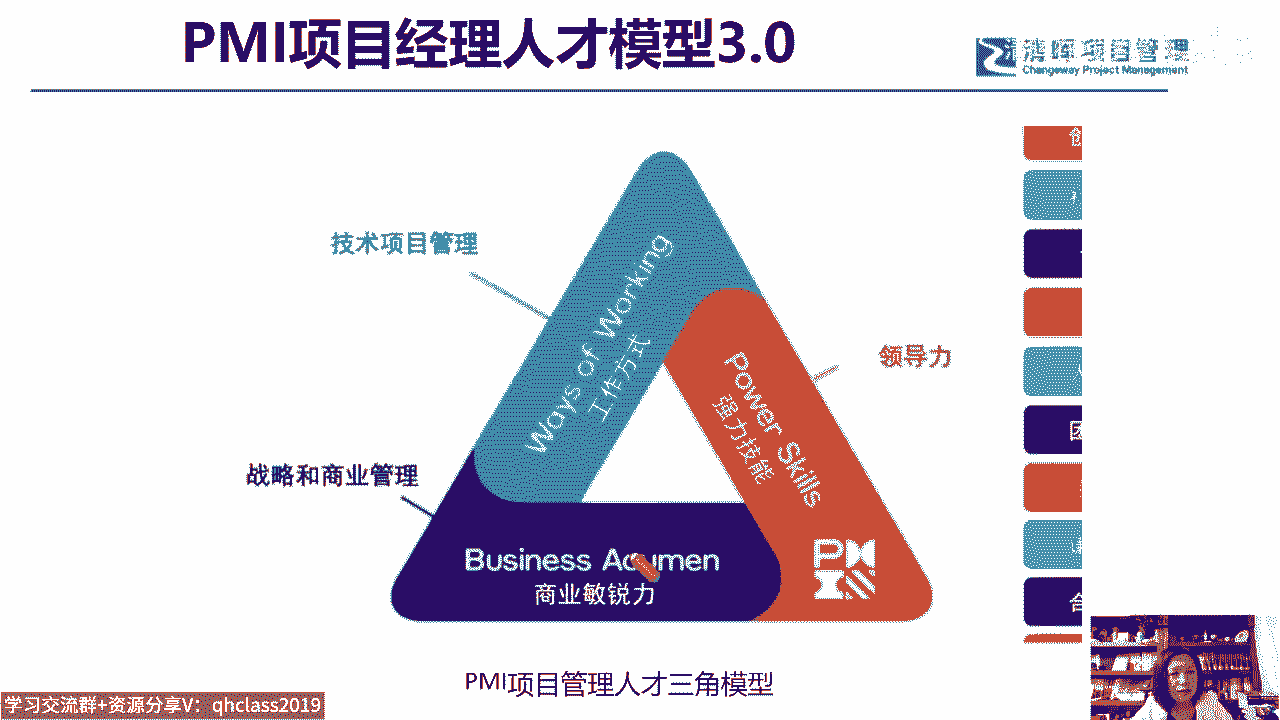 PMI项目经理人才模型3.0
清晖项目管理
Changeway Project Management
技术项目管理
Ways of Working
工作方式
领导力
Power Skills
强力技能
战略和商业管理
Business Acumen
商业敏锐力
PMI
PMI项目管理人才三角模型
学习交流群+资源分享V：qhclass2019